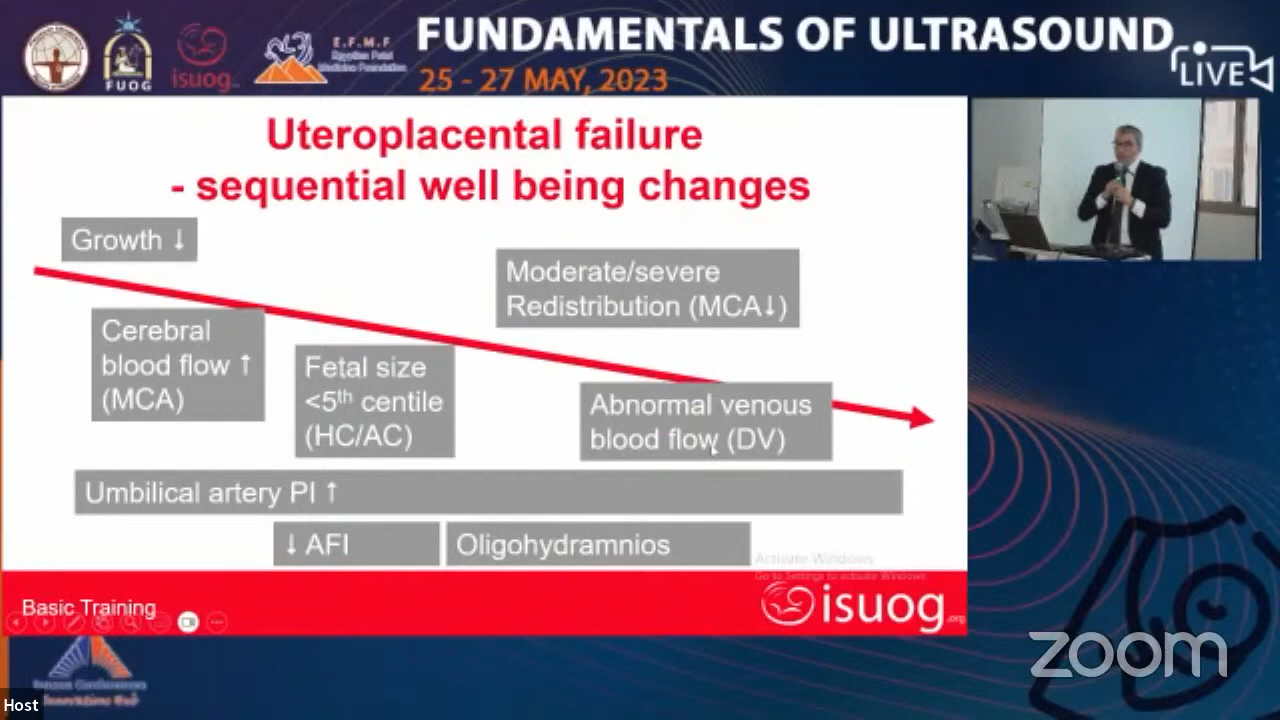 FUNDAMENTALS OF ULTRASOUND
25 - 27 MAY, 2023
LIVE
FUOG
isuog
E.F.M.F
Egyptian Fetal
Medicine Foundation
Uteroplacental failure
- sequential well being changes
Growth ↓
Moderate/severe
Redistribution (MCA↓)
Cerebral
blood flow ↑
(MCA)
Fetal size
<5th centile
(HC/AC)
Abnormal venous
blood flow (DV)
Umbilical artery PI ↑
↓ AFI
Oligohydramnios
Activate Windows
Go to Settings to activate Windows.
Basic Training
isuog.org
zoom
Host